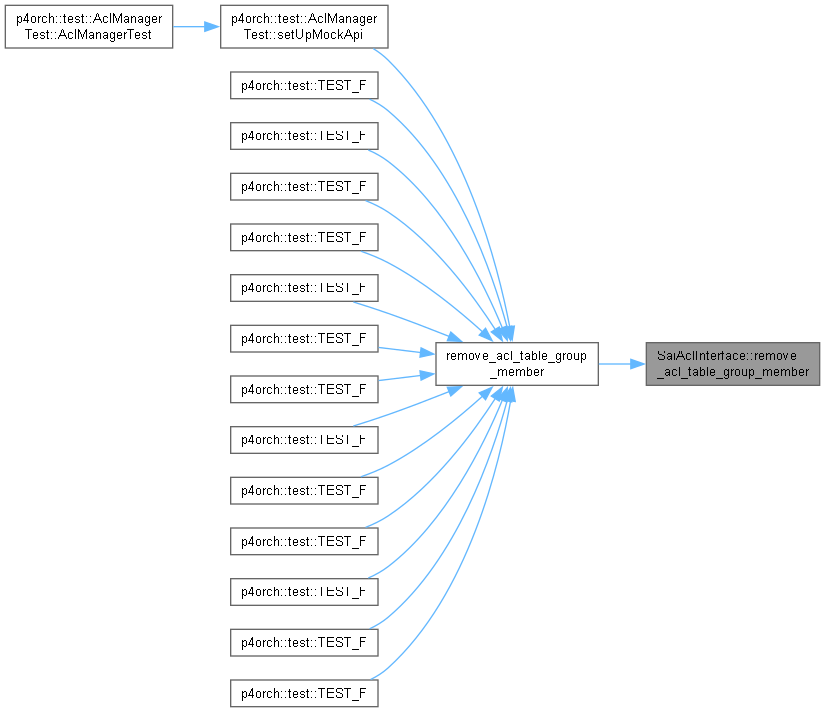 p4orch::test::AclManager
Test::AclManagerTest
p4orch::test::AclManager
Test::setUpMockApi
p4orch::test::TEST_F
p4orch::test::TEST_F
p4orch::test::TEST_F
p4orch::test::TEST_F
p4orch::test::TEST_F
p4orch::test::TEST_F
p4orch::test::TEST_F
p4orch::test::TEST_F
p4orch::test::TEST_F
p4orch::test::TEST_F
p4orch::test::TEST_F
p4orch::test::TEST_F
p4orch::test::TEST_F
remove_acl_table_group
_member
SaiAclInterface::remove
_acl_table_group_member